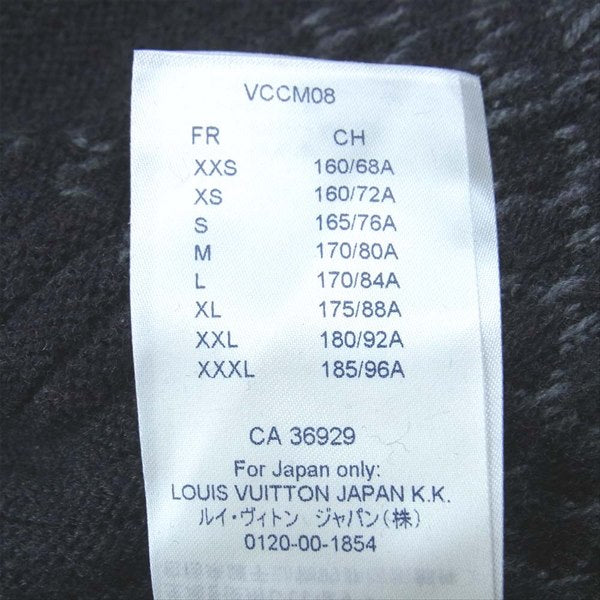 VCCM08
FR CH
XXS 160/68A
XS 160/72A
S 165/76A
M 170/80A
L 170/84A
XL 175/88A
XXL 180/92A
XXXL 185/96A
CA 36929
For Japan only:
LOUIS VUITTON JAPAN K.K.
ルイ・ヴィトン ジャパン(株)
0120-00-1854